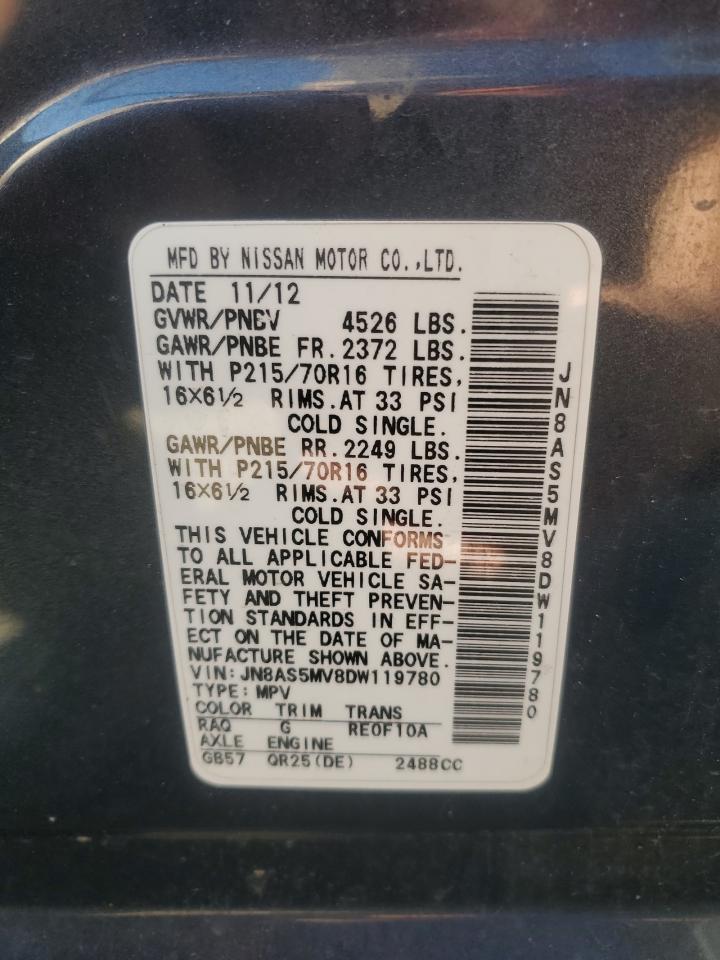 MFD BY NISSAN MOTOR CO.,LTD.
DATE 11/12
GVWR/PNBV 4526 LBS.
GAWR/PNBE FR.2372 LBS.
WITH P215/70R16 TIRES,
16X6½ RIMS.AT 33 PSI
COLD SINGLE.
GAWR/PNBE RR.2249 LBS.
WITH P215/70R16 TIRES,
16X6½ RIMS.AT 33 PSI
COLD SINGLE.
THIS VEHICLE CONFORMS
TO ALL APPLICABLE FED-
ERAL MOTOR VEHICLE SA-
FETY AND THEFT PREVEN-
TION STANDARDS IN EFF-
ECT ON THE DATE OF MA-
NUFACTURE SHOWN ABOVE.
VIN:JN8AS5MV8DW119780
TYPE:MPV
COLOR TRIM TRANS
RAQ G RE0F10A
AXLE ENGINE
GB57 QR25(DE) 2488CC
JN8AS5MV8DW119780